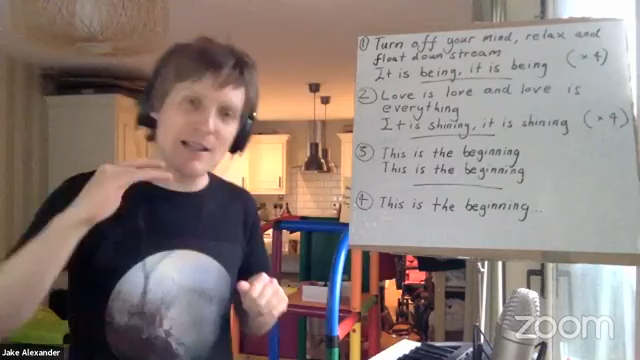 ① Turn off your mind, relax and
float down stream
It is being, it is being (×4)
② Love is love and love is
everything
It is shining, it is shining (×4)
③ This is the beginning
This is the beginning
④ This is the beginning...
Jake Alexander
zoom